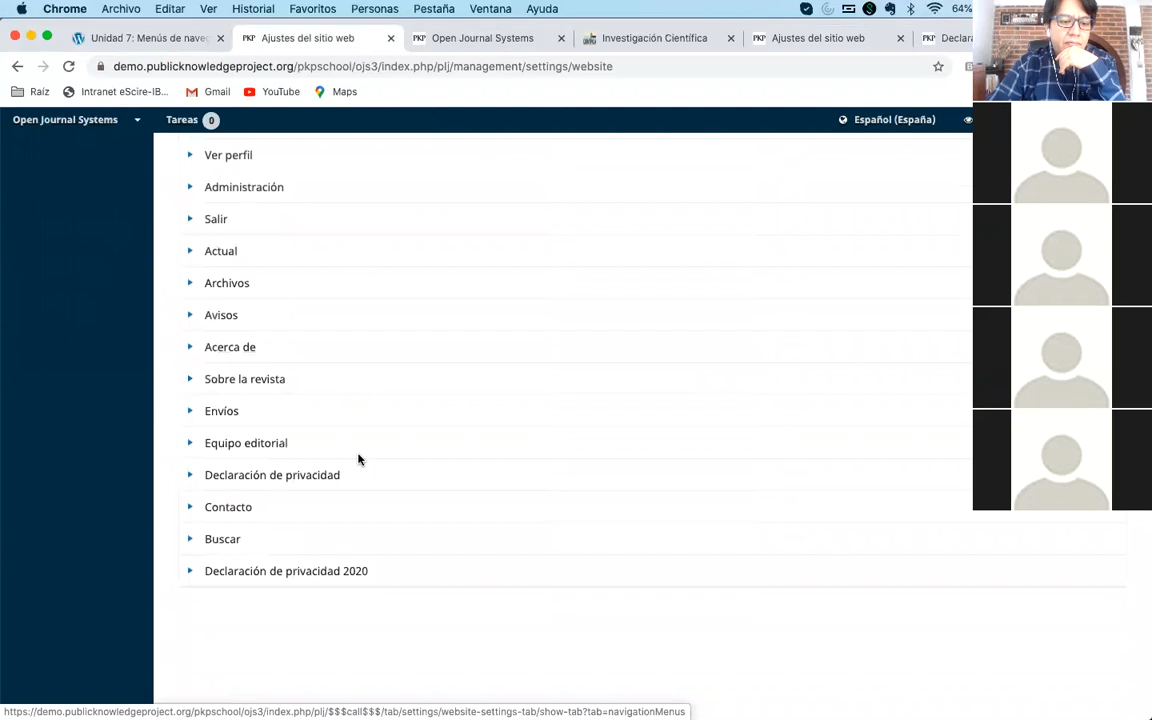 Chrome Archivo Editar Ver Historial Favoritos Personas Pestaña Ventana Ayuda 64%
Unidad 7: Menús de nave
PKP Ajustes del sitio web
PKP Open Journal Systems
Investigación Científica
PKP Ajustes del sitio web
PKP Declara
demo.publicknowledgeproject.org/pkpschool/ojs3/index.php/plj/management/settings/website
Raíz Intranet eScire-IB... Gmail YouTube Maps
Open Journal Systems Tareas 0 Español (España)
Ver perfil
Administración
Salir
Actual
Archivos
Avisos
Acerca de
Sobre la revista
Envíos
Equipo editorial
Declaración de privacidad
Contacto
Buscar
Declaración de privacidad 2020
https://demo.publicknowledgeproject.org/pkpschool/ojs3/index.php/plj/$$$call$$$/tab/settings/website-settings-tab/show-tab?tab=navigationMenus